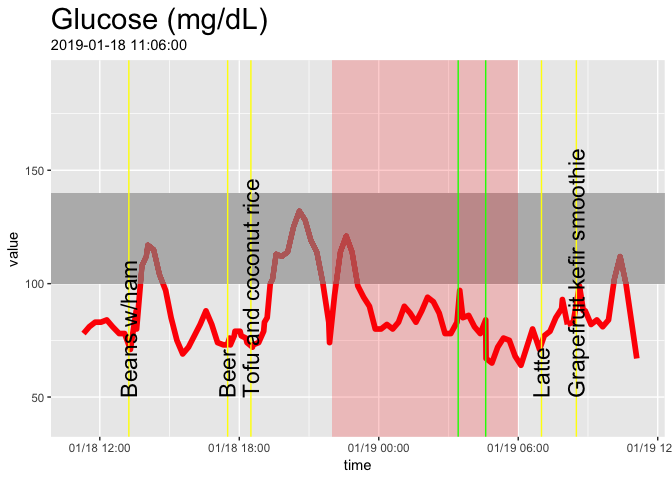 Glucose (mg/dL)
2019-01-18 11:06:00
150
100
50
value
Beans w/ham
Beer
Tofu and coconut rice
Latte
Grapefruit kefir smoothie
01/18 12:00
01/18 18:00
01/19 00:00
01/19 06:00
01/19 12
time